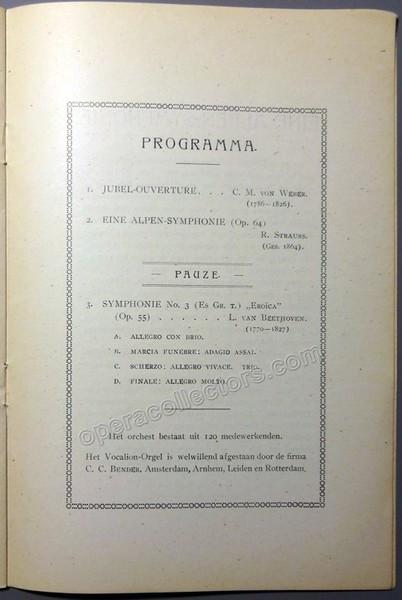 PROGRAMMA.
1. JUBEL-OUVERTURE. . . C. M. VON WEBER.
(1786–1826).
2. EINE ALPEN-SYMPHONIE (Op. 64)
R. STRAUSS.
(GEB. 1864).
— PAUZE. —
3. SYMPHONIE No. 3 (ES GR. T.) „EROÏCA”
(Op. 55) . . . . . . L. VAN BEETHOVEN.
(1770–1827)
A. ALLEGRO CON BRIO.
B. MARCIA FUNEBRE: ADAGIO ASSAI.
C. SCHERZO: ALLEGRO VIVACE. TRIO.
D. FINALE: ALLEGRO MOLTO.
Het orchest bestaat uit 120 medewerkenden.
Het Vocalion-Orgel is welwillend afgestaan door de firma
C. C. BENDER, Amsterdam, Arnhem, Leiden en Rotterdam.
operacollectors.com